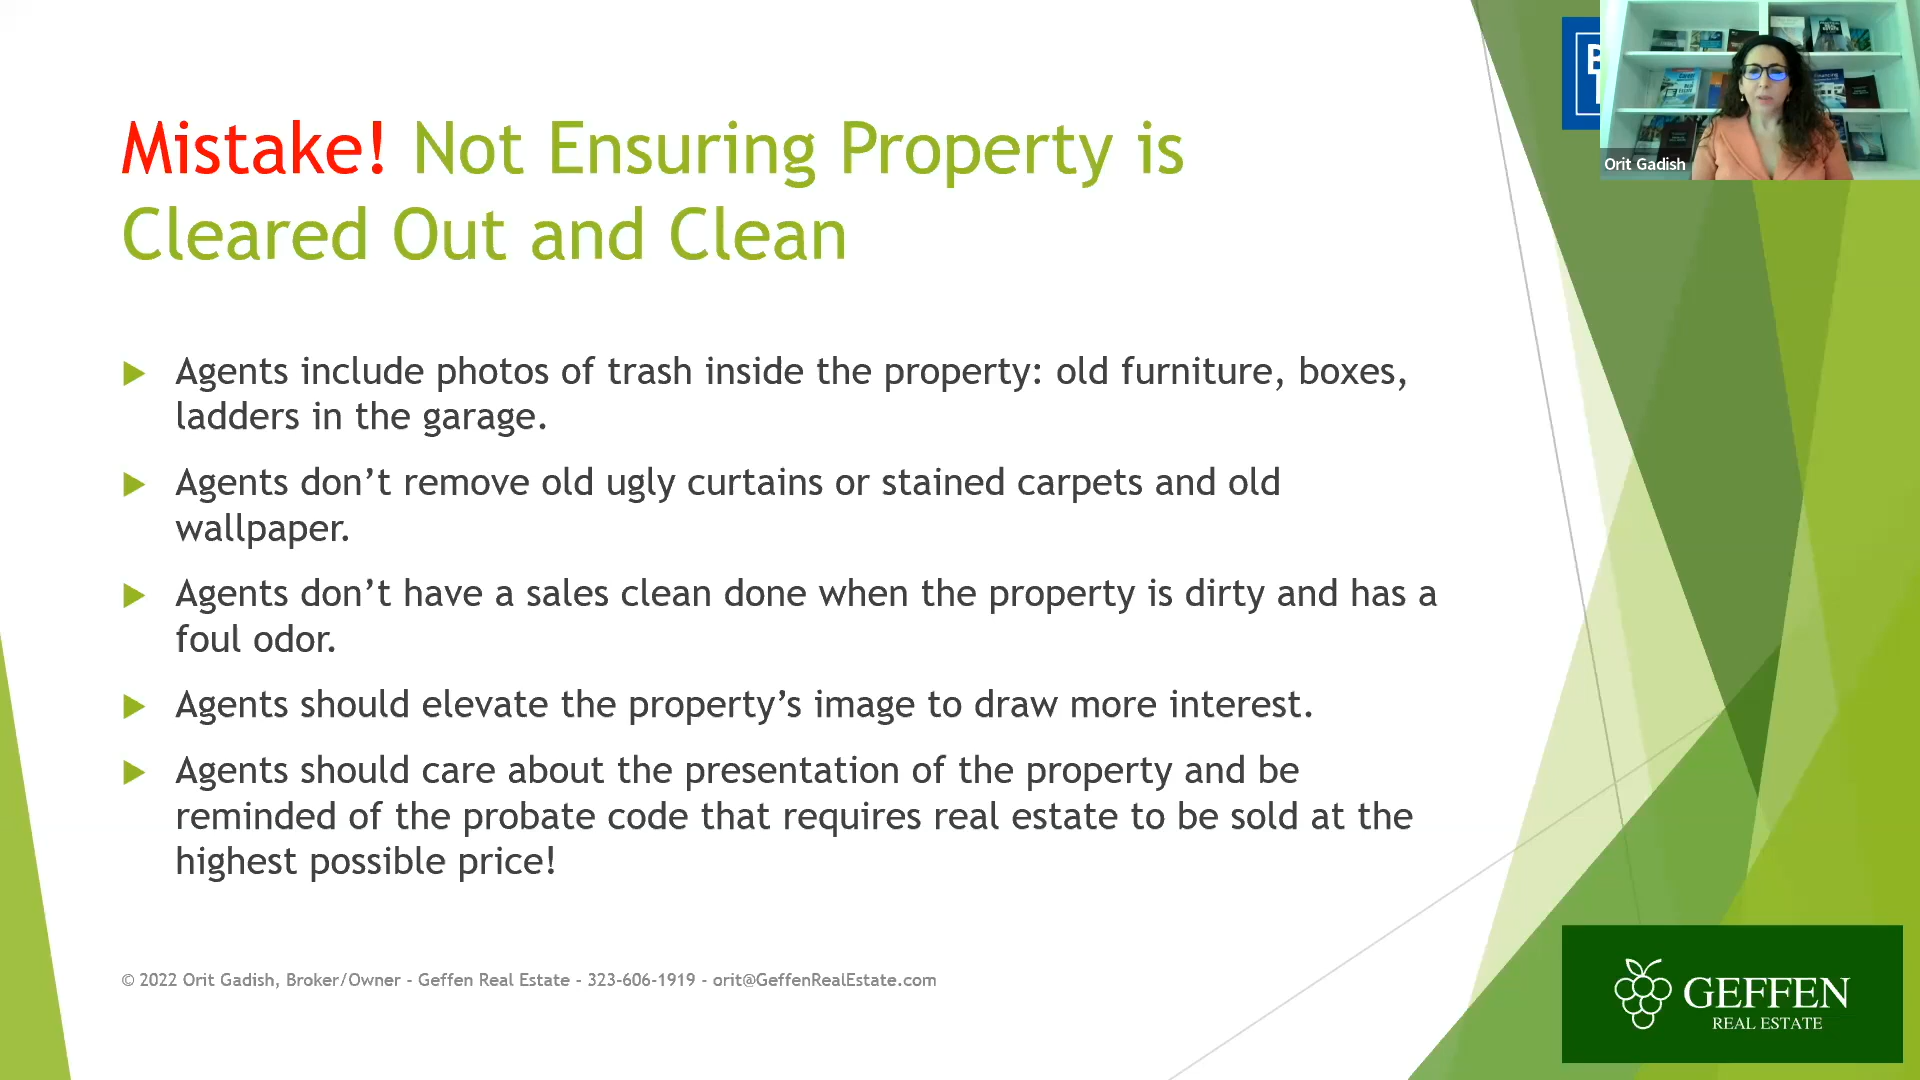 Mistake! Not Ensuring Property is
Cleared Out and Clean
Orit Gadish
Agents include photos of trash inside the property: old furniture, boxes,
ladders in the garage.
Agents don’t remove old ugly curtains or stained carpets and old
wallpaper.
Agents don’t have a sales clean done when the property is dirty and has a
foul odor.
Agents should elevate the property’s image to draw more interest.
Agents should care about the presentation of the property and be
reminded of the probate code that requires real estate to be sold at the
highest possible price!
© 2022 Orit Gadish, Broker/Owner - Geffen Real Estate - 323-606-1919 - orit@GeffenRealEstate.com
GEFFEN
REAL ESTATE